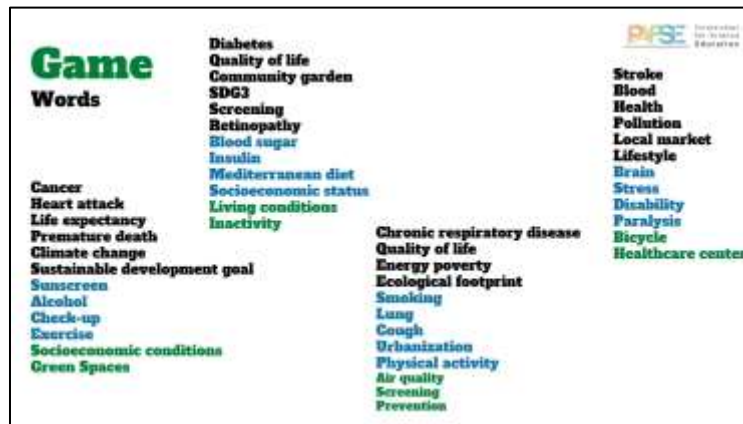 Game
Words
Cancer
Heart attack
Life expectancy
Premature death
Climate change
Sustainable development goal
Sunscreen
Alcohol
Check-up
Exercise
Socioeconomic conditions
Green Spaces
Diabetes
Quality of life
Community garden
SDG3
Screening
Retinopathy
Blood sugar
Insulin
Mediterranean diet
Socioeconomic status
Living conditions
Inactivity
Chronic respiratory disease
Quality of life
Energy poverty
Ecological footprint
Smoking
Lung
Cough
Urbanization
Physical activity
Air quality
Screening
Prevention
Education
Stroke
Blood
Health
Pollution
Local market
Lifestyle
Brain
Stress
Disability
Paralysis
Bicycle
Healthcare center